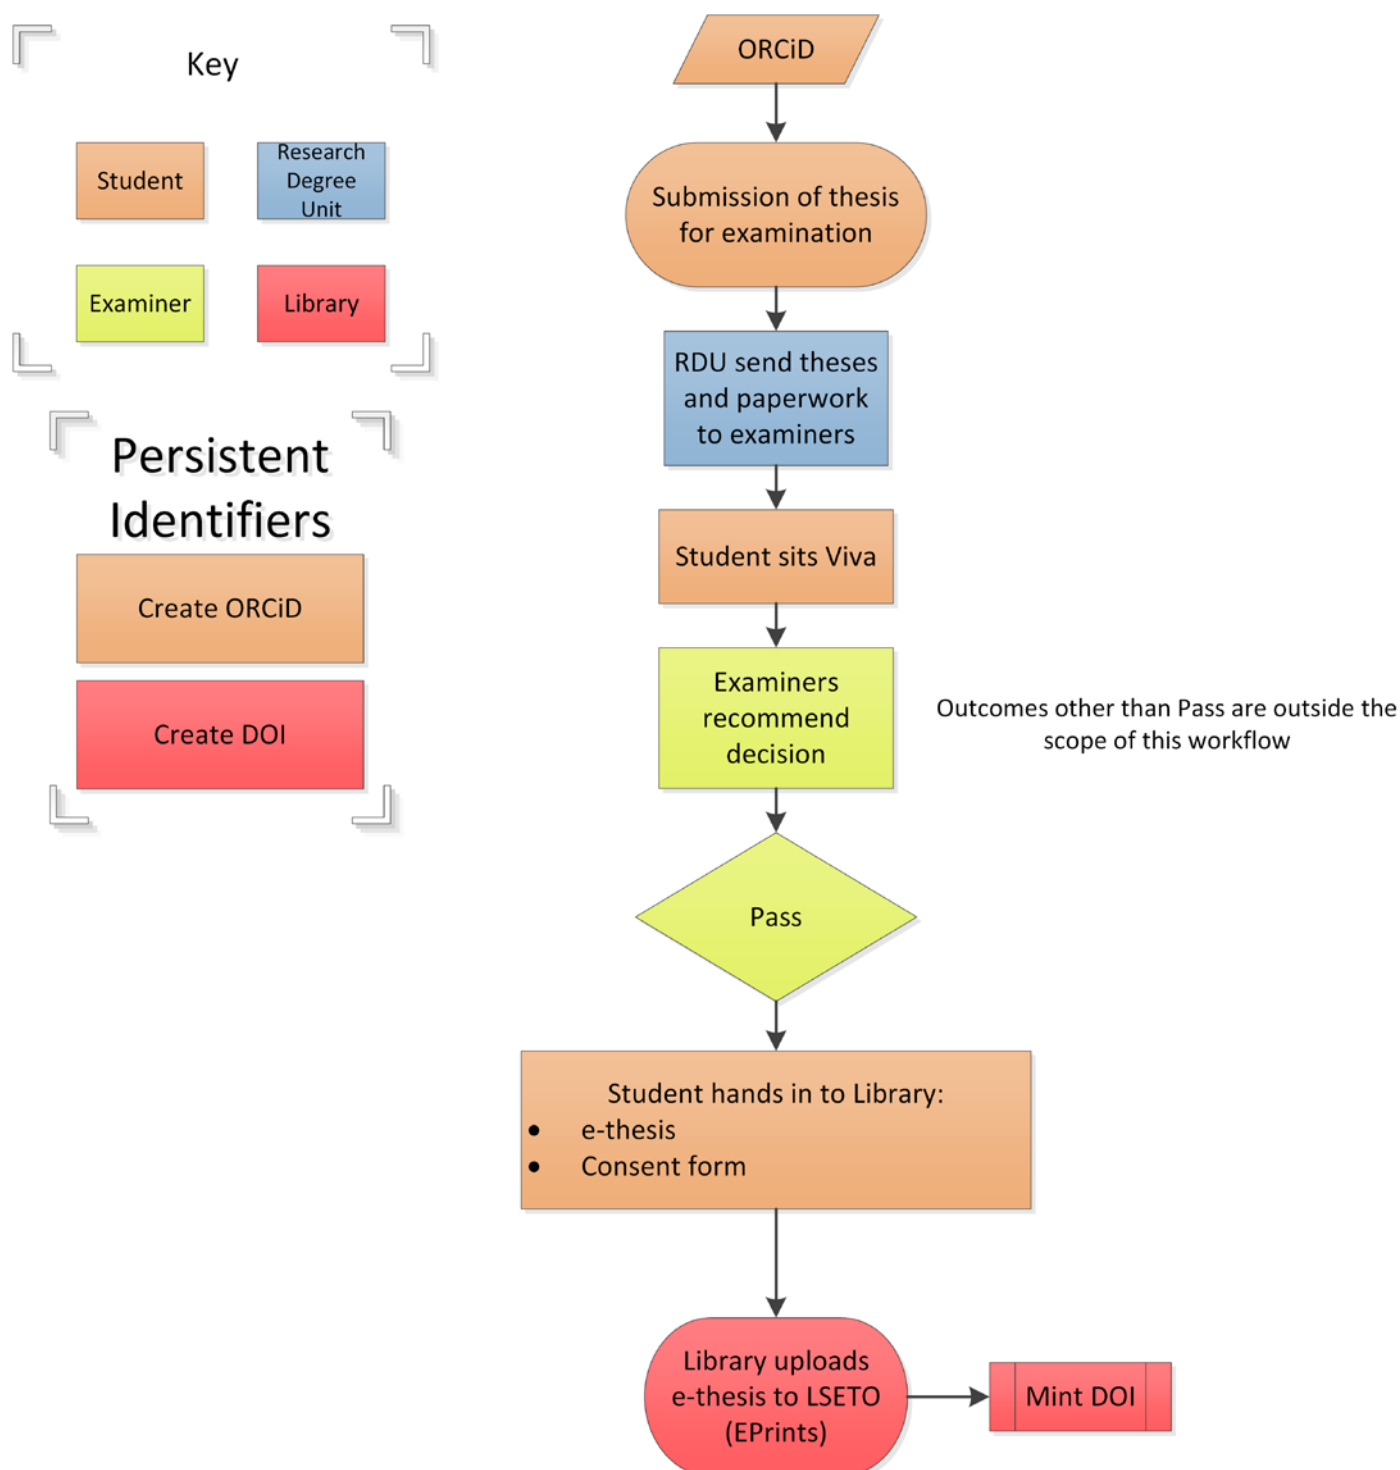 Key
Student
Research
Degree
Unit
Examiner
Library
Persistent
Identifiers
Create ORCiD
Create DOI
ORCiD
Submission of thesis
for examination
RDU send theses
and paperwork
to examiners
Student sits Viva
Examiners
recommend
decision
Outcomes other than Pass are outside the
scope of this workflow
Pass
Student hands in to Library:
• e-thesis
• Consent form
Library uploads
e-thesis to LSETO
(EPrints)
Mint DOI